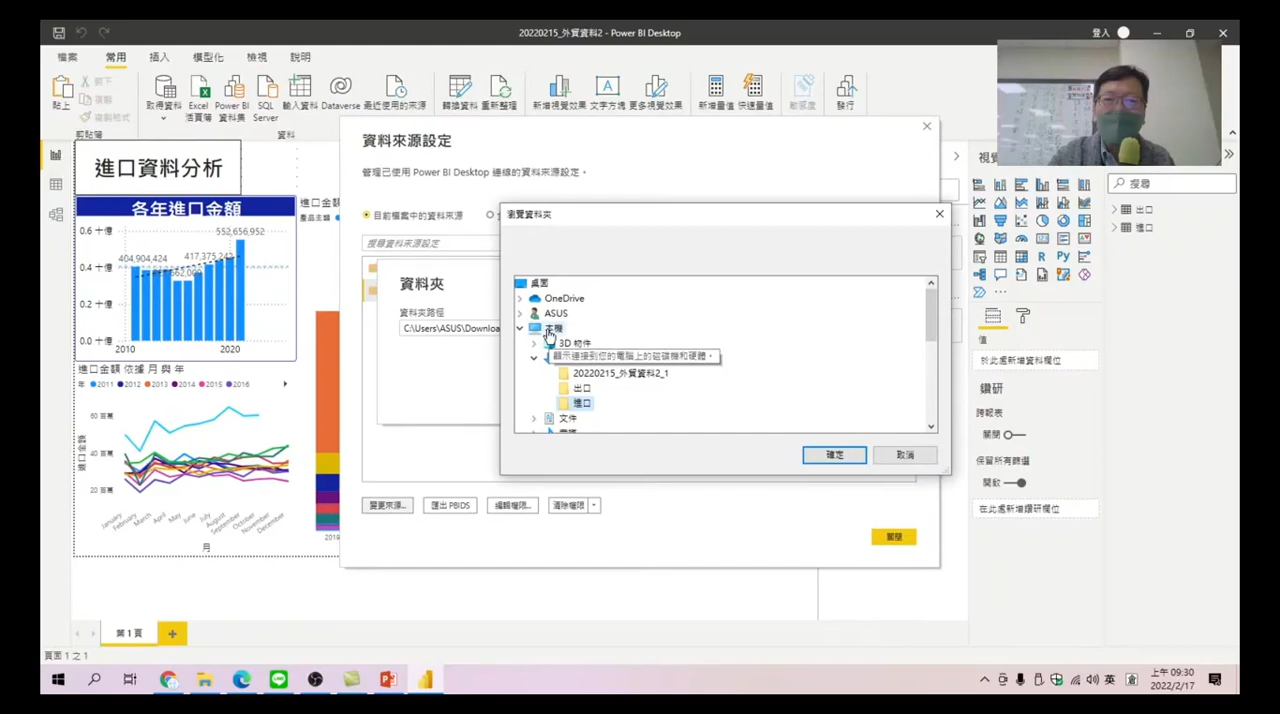 20220215_外貿資料2 - Power BI Desktop
登入
檔案 常用 插入 模型化 檢視 說明
貼上
剪下
複製
複製格式
剪貼簿
取得資料
Excel 活頁簿
Power BI 資料集
SQL Server
輸入資料
Dataverse
最近使用的來源
資料
轉換資料
重新整理
新增視覺效果
文字方塊
更多視覺效果
新增量值
快速量值
敏感度
發行
進口資料分析
各年進口金額
0.6 十億
0.4 十億
0.2 十億
0.0 十億
404,904,424
417,375,242
552,656,952
2010
2020
進口金額 依據 月 與 年
年 2011 2012 2013 2014 2015 2016
60 百萬
40 百萬
20 百萬
進口金額
January
February
March
April
May
June
July
August
September
October
November
December
月
進口金額
產品主類
資料來源設定
管理已使用 Power BI Desktop 連線的資料來源設定。
目前檔案中的資料來源
搜尋資料來源設定
資料夾
資料夾路徑
C:\Users\ASUS\Downloa
瀏覽資料夾
桌面
OneDrive
ASUS
本機
3D 物件
顯示連接到您的電腦上的磁碟機和硬體。
20220215_外貿資料2_1
出口
進口
文件
確定
取消
變更來源...
匯出 PBIDS
編輯權限...
清除權限
關閉
搜尋
出口
進口
值
於此處新增資料欄位
鑽研
跨報表
關閉
保留所有篩選
開啟
在此處新增鑽研欄位
第 1 頁
頁面 1 之 1
英
上午 09:30
2022/2/17